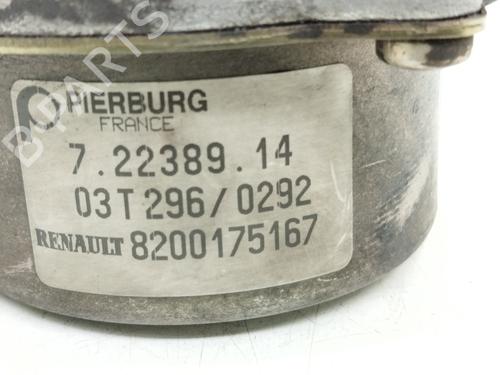 B-PARTS
PIERBURG
FRANCE
7.22389.14
03T296/0292
RENAULT 8200175167